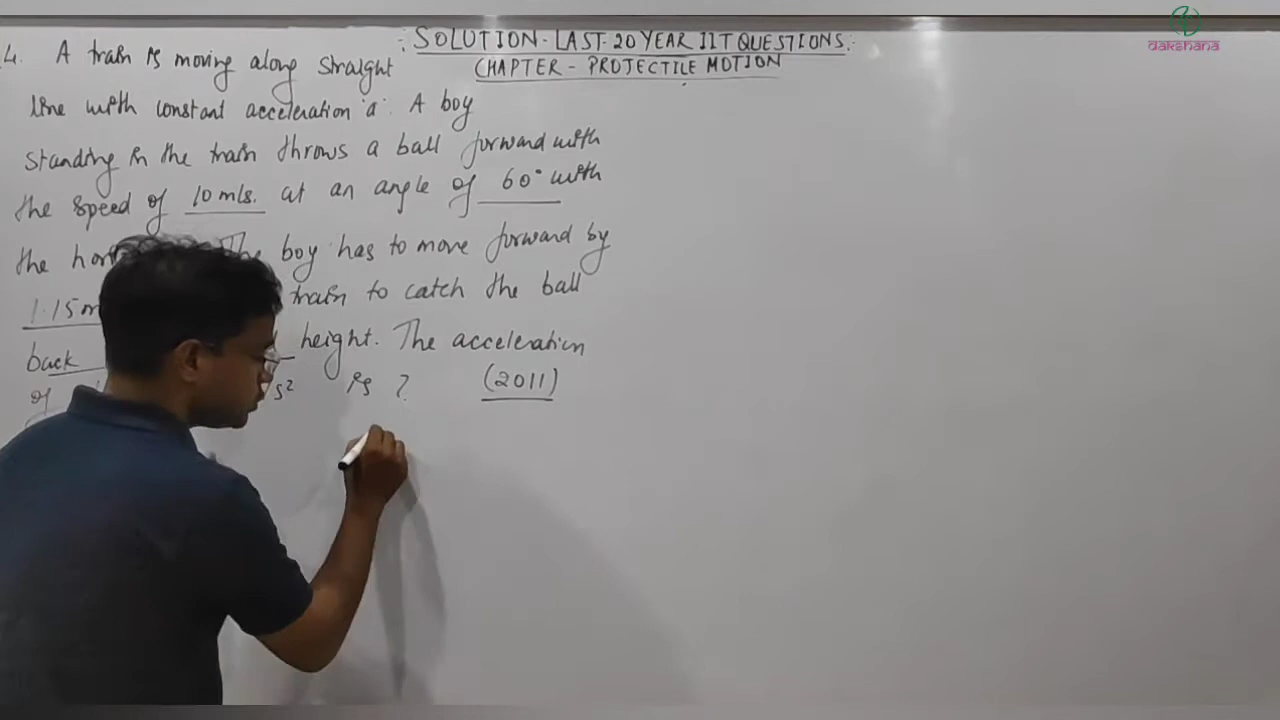 : SOLUTION - LAST 20 YEAR IIT QUESTIONS :
CHAPTER - PROJECTILE MOTION
dakshana
4. A train is moving along straight
line with constant acceleration 'a'. A boy
standing in the train throws a ball forward with
the speed of 10 m/s. at an angle of 60° with
the boy has to move forward by
1.15m train to catch the ball
back height. The acceleration
of s² is ? (2011)